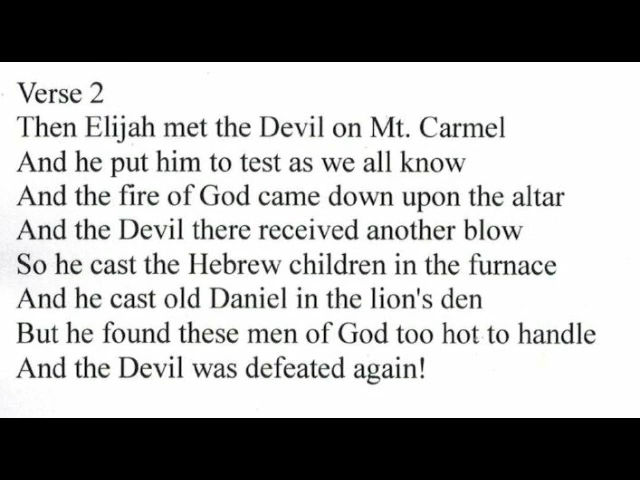 Verse 2
Then Elijah met the Devil on Mt. Carmel
And he put him to test as we all know
And the fire of God came down upon the altar
And the Devil there received another blow
So he cast the Hebrew children in the furnace
And he cast old Daniel in the lion's den
But he found these men of God too hot to handle
And the Devil was defeated again!